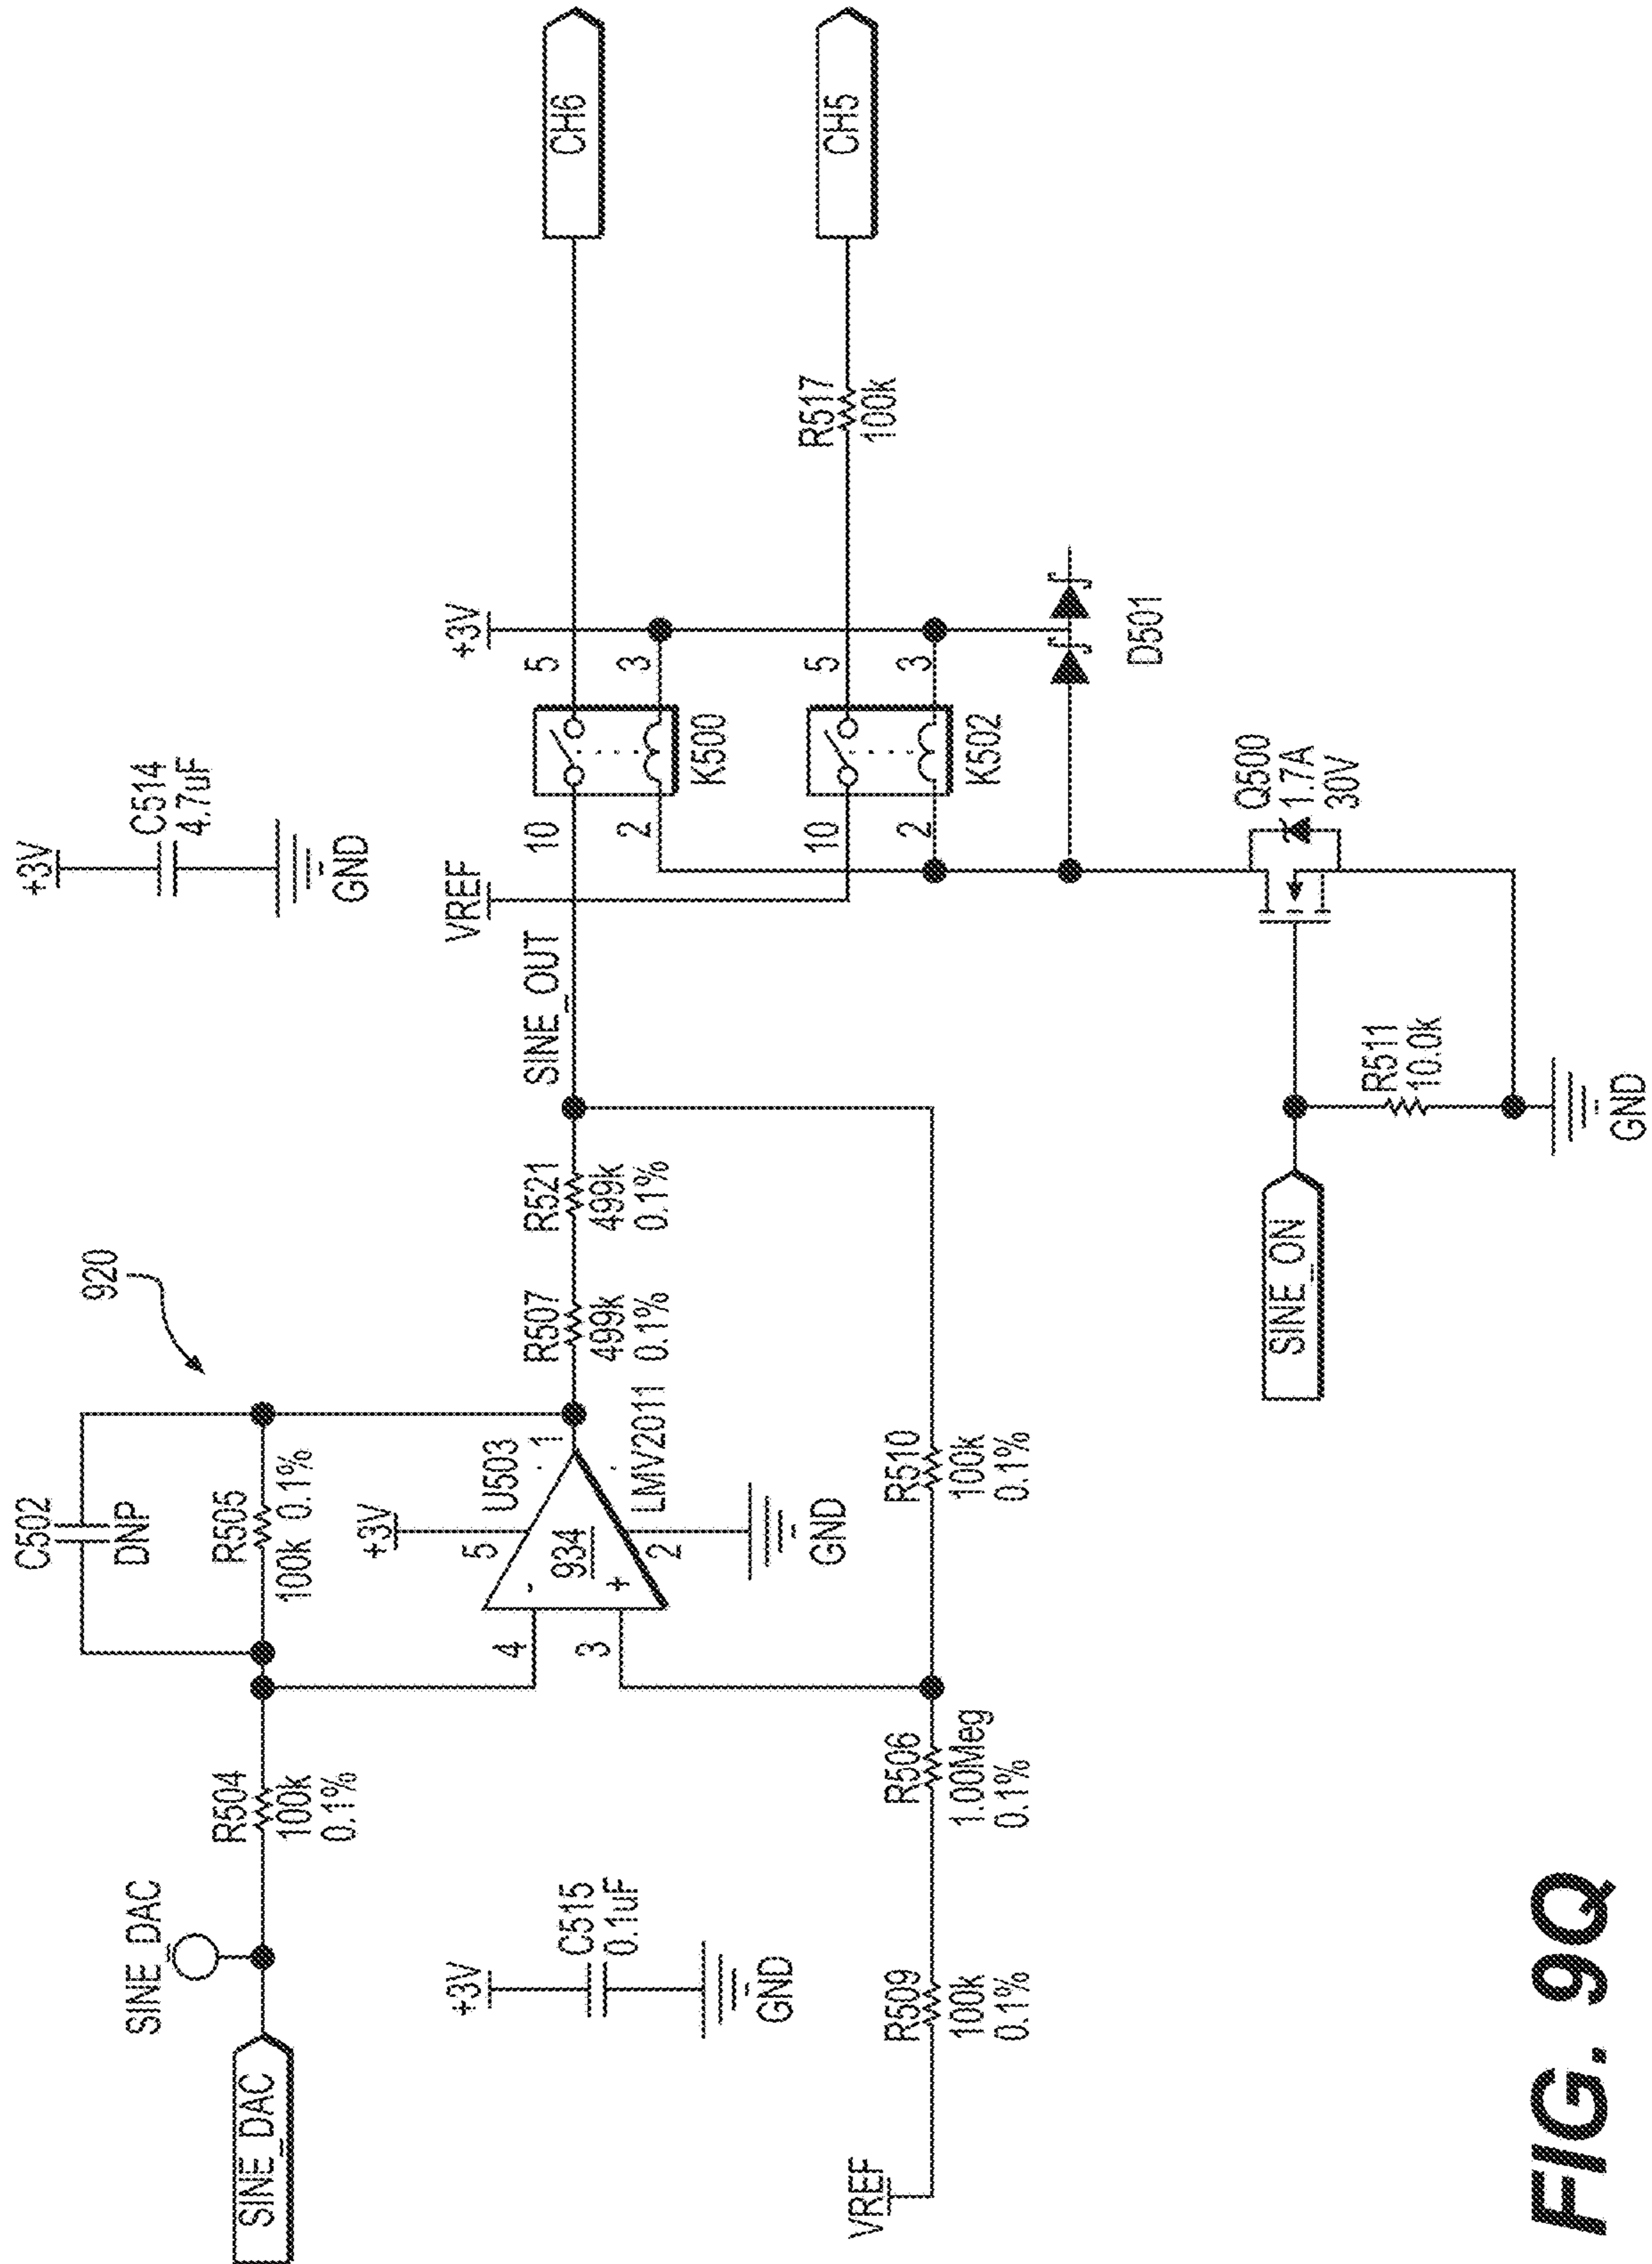 920
C502
DNP
R505
100k 0.1%
SINE_DAC
SINE_DAC
R504
100k
0.1%
+3V
C515
0.1uF
GND
+3V
5
U503
1
4
-
934
+
3
2
LMV2011
GND
R507
499k
0.1%
R521
499k
0.1%
SINE_OUT
VREF
R509
100k
0.1%
R506
1.00Meg
0.1%
R510
100k
0.1%
+3V
C514
4.7uF
GND
VREF
+3V
10
5
2
3
K500
CH6
10
5
2
3
K502
R517
100k
CH5
D501
SINE_ON
R511
10.0k
GND
Q500
1.7A
30V
FIG. 9Q